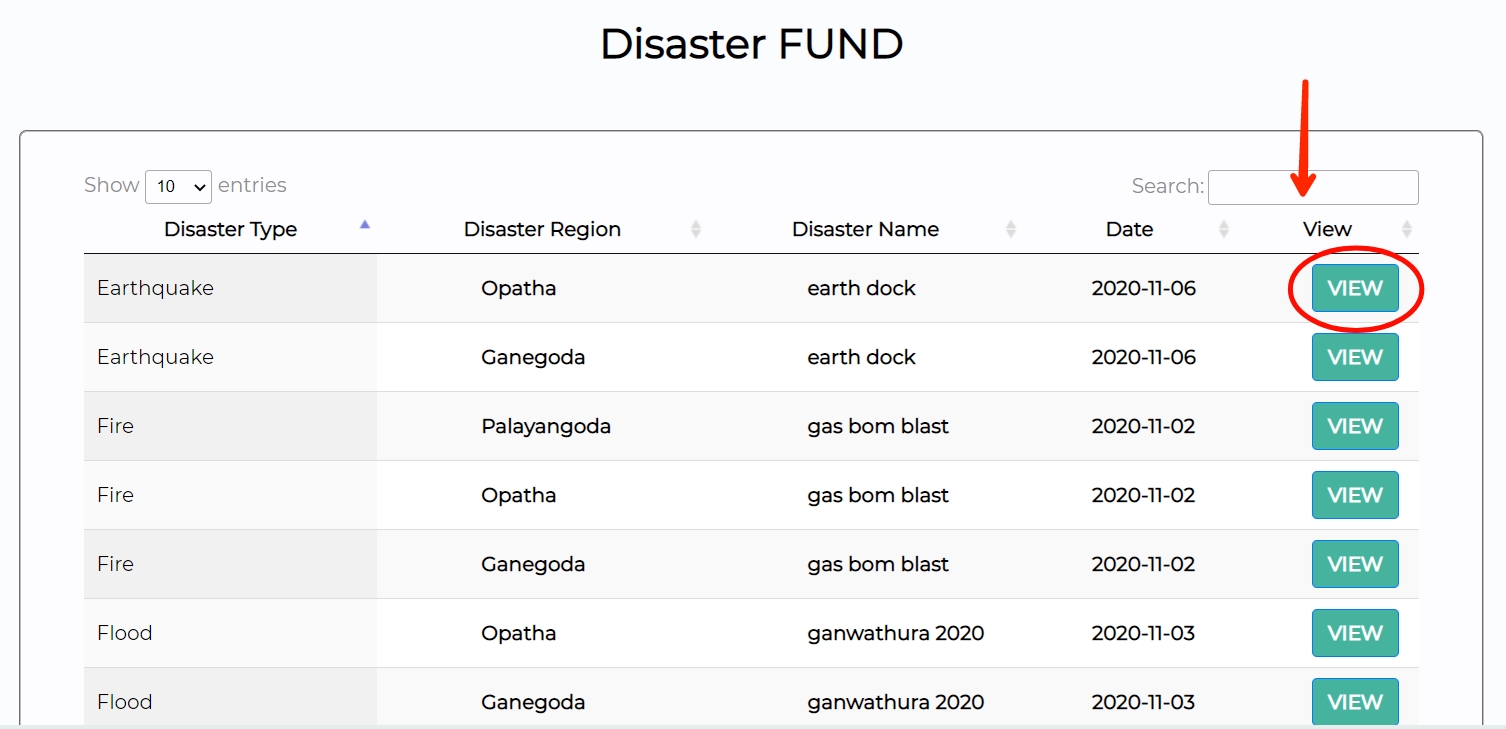 Disaster FUND
Show 10 entries Search:
Disaster Type Disaster Region Disaster Name Date View
Earthquake Opatha earth dock 2020-11-06 VIEW
Earthquake Ganegoda earth dock 2020-11-06 VIEW
Fire Palayangoda gas bom blast 2020-11-02 VIEW
Fire Opatha gas bom blast 2020-11-02 VIEW
Fire Ganegoda gas bom blast 2020-11-02 VIEW
Flood Opatha ganwathura 2020 2020-11-03 VIEW
Flood Ganegoda ganwathura 2020 2020-11-03 VIEW